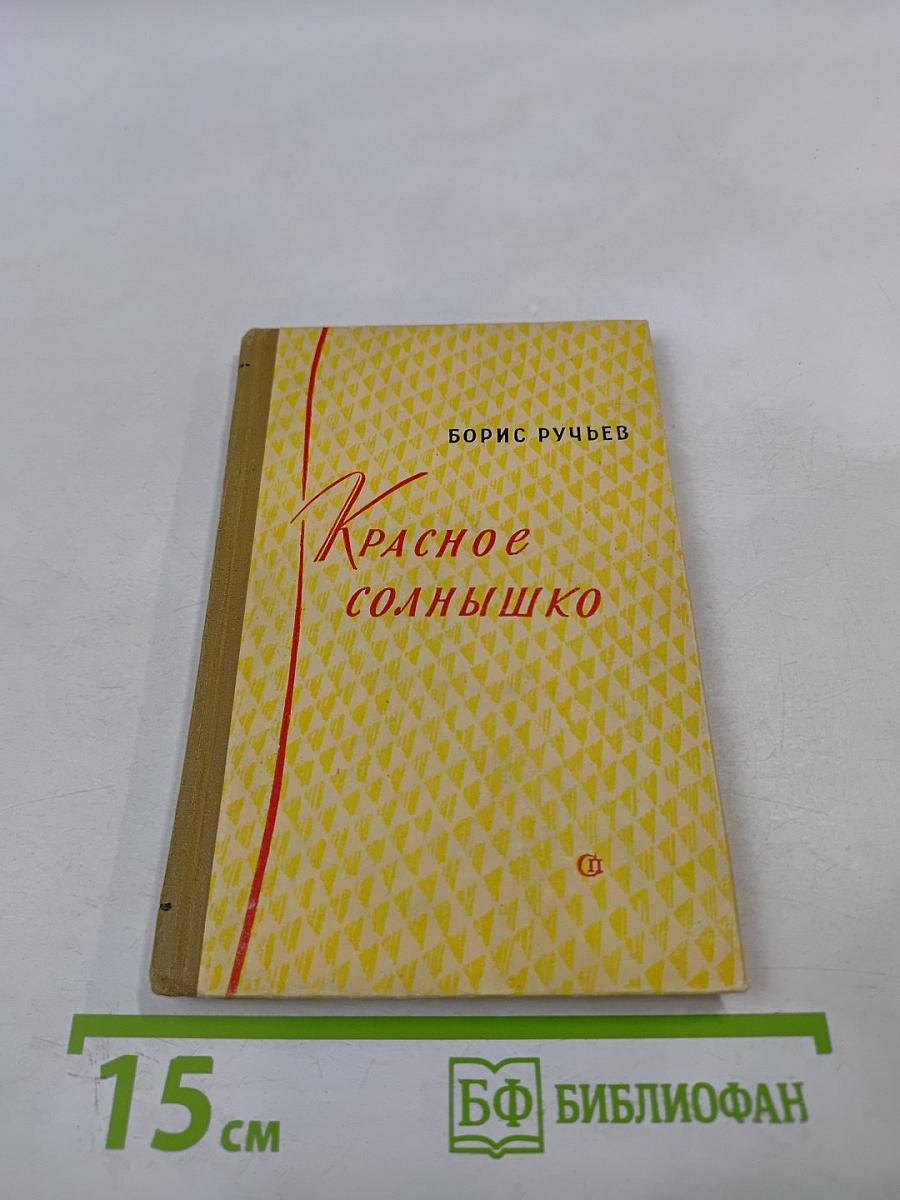 БОРИС РУЧЬЕВ
Красное
солнышко
СП
15 см
БФ БИБЛИОФАН